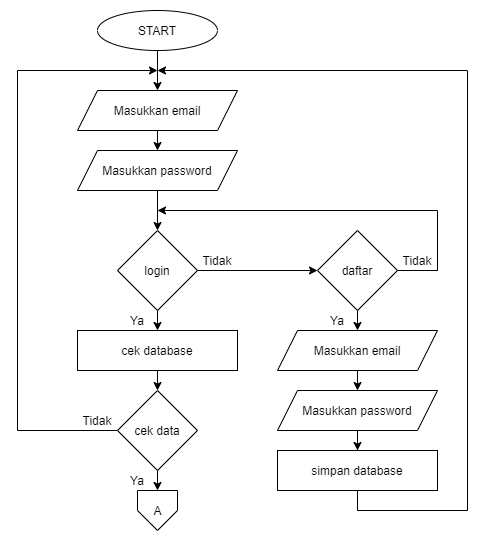 START
Masukkan email
Masukkan password
login
Tidak
daftar
Tidak
Ya
Ya
cek database
Masukkan email
Masukkan password
Tidak
cek data
simpan database
Ya
A